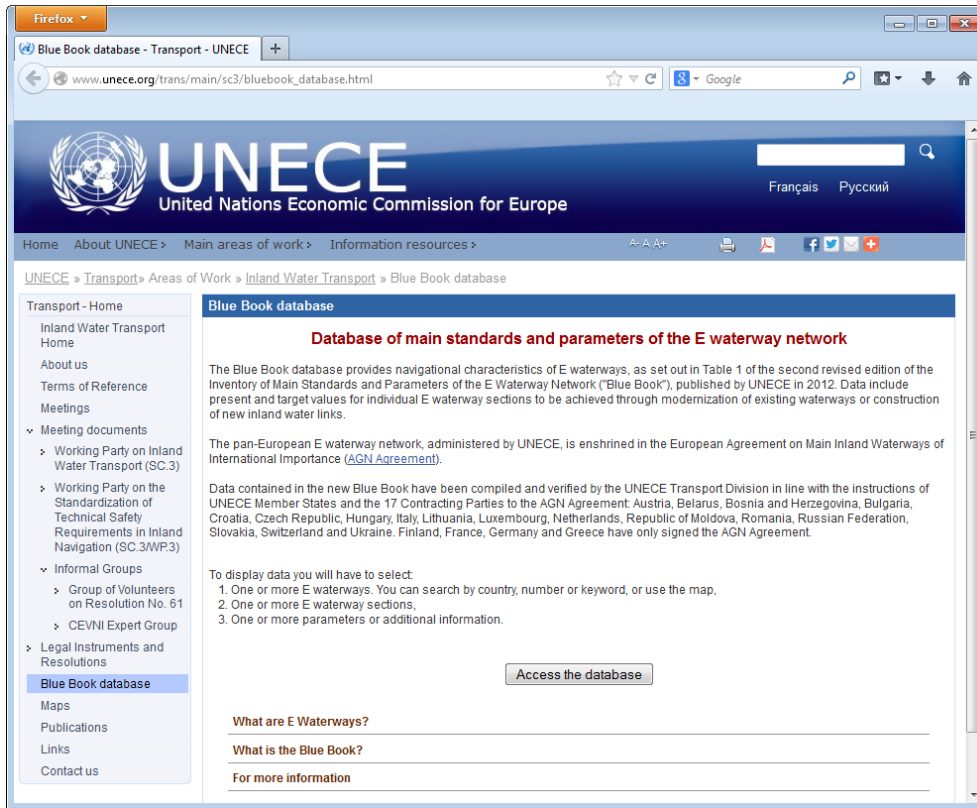 Firefox
Blue Book database - Transport - UNECE
www.unece.org/trans/main/sc3/bluebook_database.html
Google
UNECE
United Nations Economic Commission for Europe
Français Русский
Home About UNECE Main areas of work Information resources
A- A A+
UNECE » Transport» Areas of Work » Inland Water Transport » Blue Book database
Transport - Home
Inland Water Transport
Home
About us
Terms of Reference
Meetings
Meeting documents
Working Party on Inland
Water Transport (SC.3)
Working Party on the
Standardization of
Technical Safety
Requirements in Inland
Navigation (SC.3/WP.3)
Informal Groups
Group of Volunteers
on Resolution No. 61
CEVNI Expert Group
Legal Instruments and
Resolutions
Blue Book database
Maps
Publications
Links
Contact us
Blue Book database
Database of main standards and parameters of the E waterway network
The Blue Book database provides navigational characteristics of E waterways, as set out in Table 1 of the second revised edition of the
Inventory of Main Standards and Parameters of the E Waterway Network ("Blue Book"), published by UNECE in 2012. Data include
present and target values for individual E waterway sections to be achieved through modernization of existing waterways or construction
of new inland water links.
The pan-European E waterway network, administered by UNECE, is enshrined in the European Agreement on Main Inland Waterways of
International Importance (AGN Agreement).
Data contained in the new Blue Book have been compiled and verified by the UNECE Transport Division in line with the instructions of
UNECE Member States and the 17 Contracting Parties to the AGN Agreement: Austria, Belarus, Bosnia and Herzegovina, Bulgaria,
Croatia, Czech Republic, Hungary, Italy, Lithuania, Luxembourg, Netherlands, Republic of Moldova, Romania, Russian Federation,
Slovakia, Switzerland and Ukraine. Finland, France, Germany and Greece have only signed the AGN Agreement.
To display data you will have to select:
1. One or more E waterways. You can search by country, number or keyword, or use the map,
2. One or more E waterway sections,
3. One or more parameters or additional information.
Access the database
What are E Waterways?
What is the Blue Book?
For more information